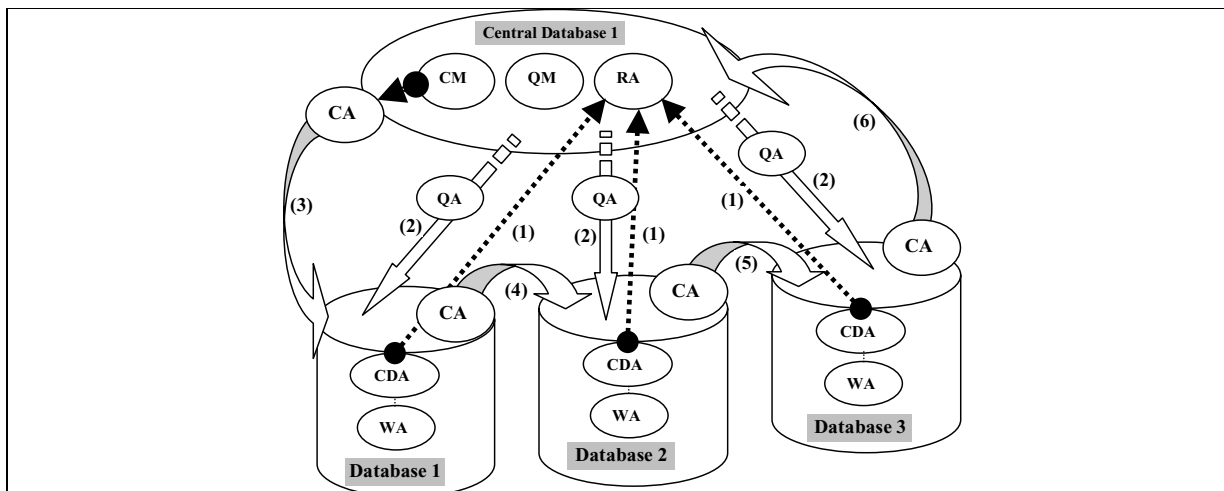 Central Database 1
CM
QM
RA
CA
(6)
QA
QA
QA
(3)
(2)
(1)
(2)
(1)
(1)
(2)
CA
(4)
(5)
CA
CA
CDA
CDA
CDA
WA
WA
WA
Database 1
Database 2
Database 3